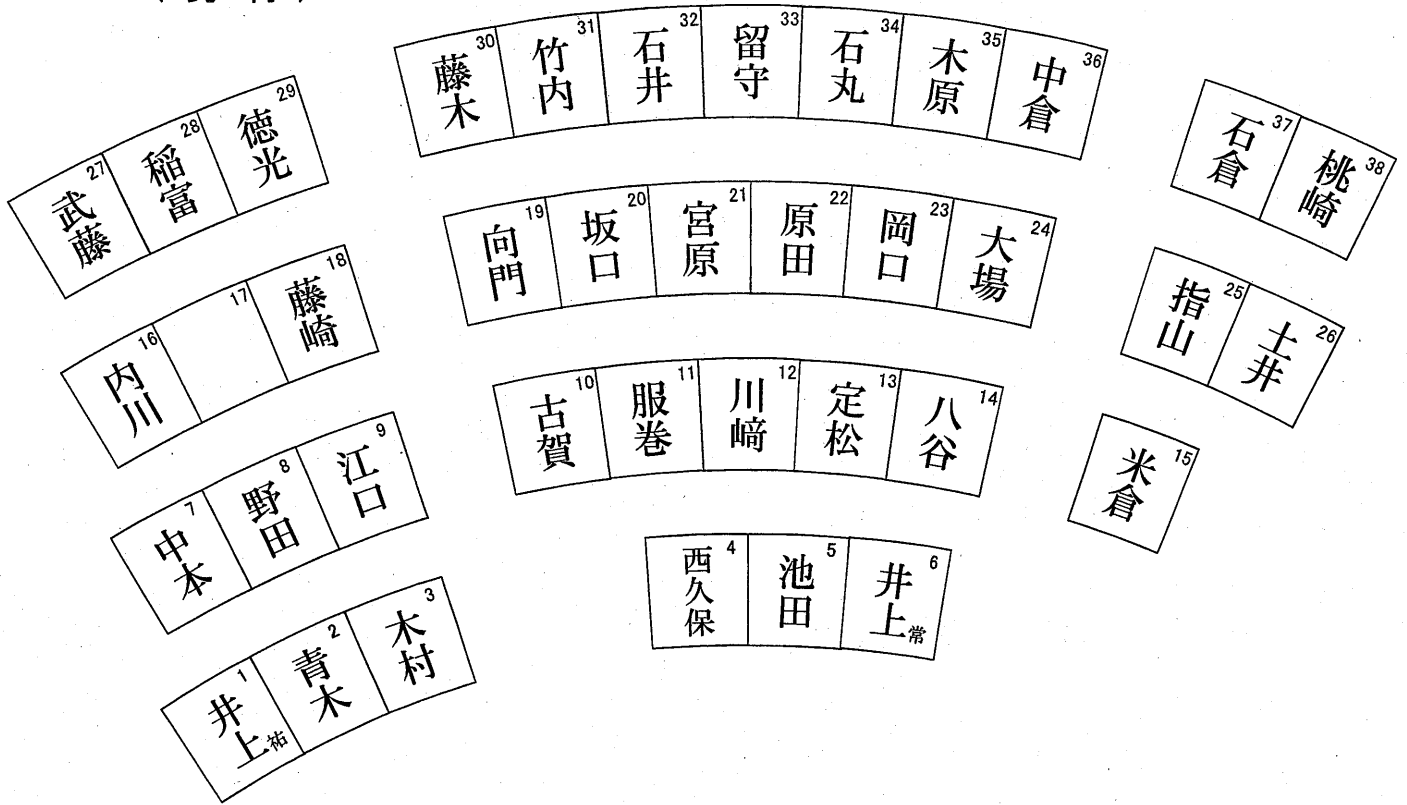 30 藤木
31 竹内
32 石井
33 留守
34 石丸
35 木原
36 中倉
37 石倉
38 桃崎
27 武藤
28 稲富
29 徳光
19 向門
20 坂口
21 宮原
22 原田
23 岡口
24 大場
25 指山
26 土井
16 内川
17
18 藤崎
10 古賀
11 服巻
12 川﨑
13 定松
14 八谷
15 米倉
7 中本
8 野田
9 江口
4 西久保
5 池田
6 井上常
1 井上祐
2 青木
3 木村